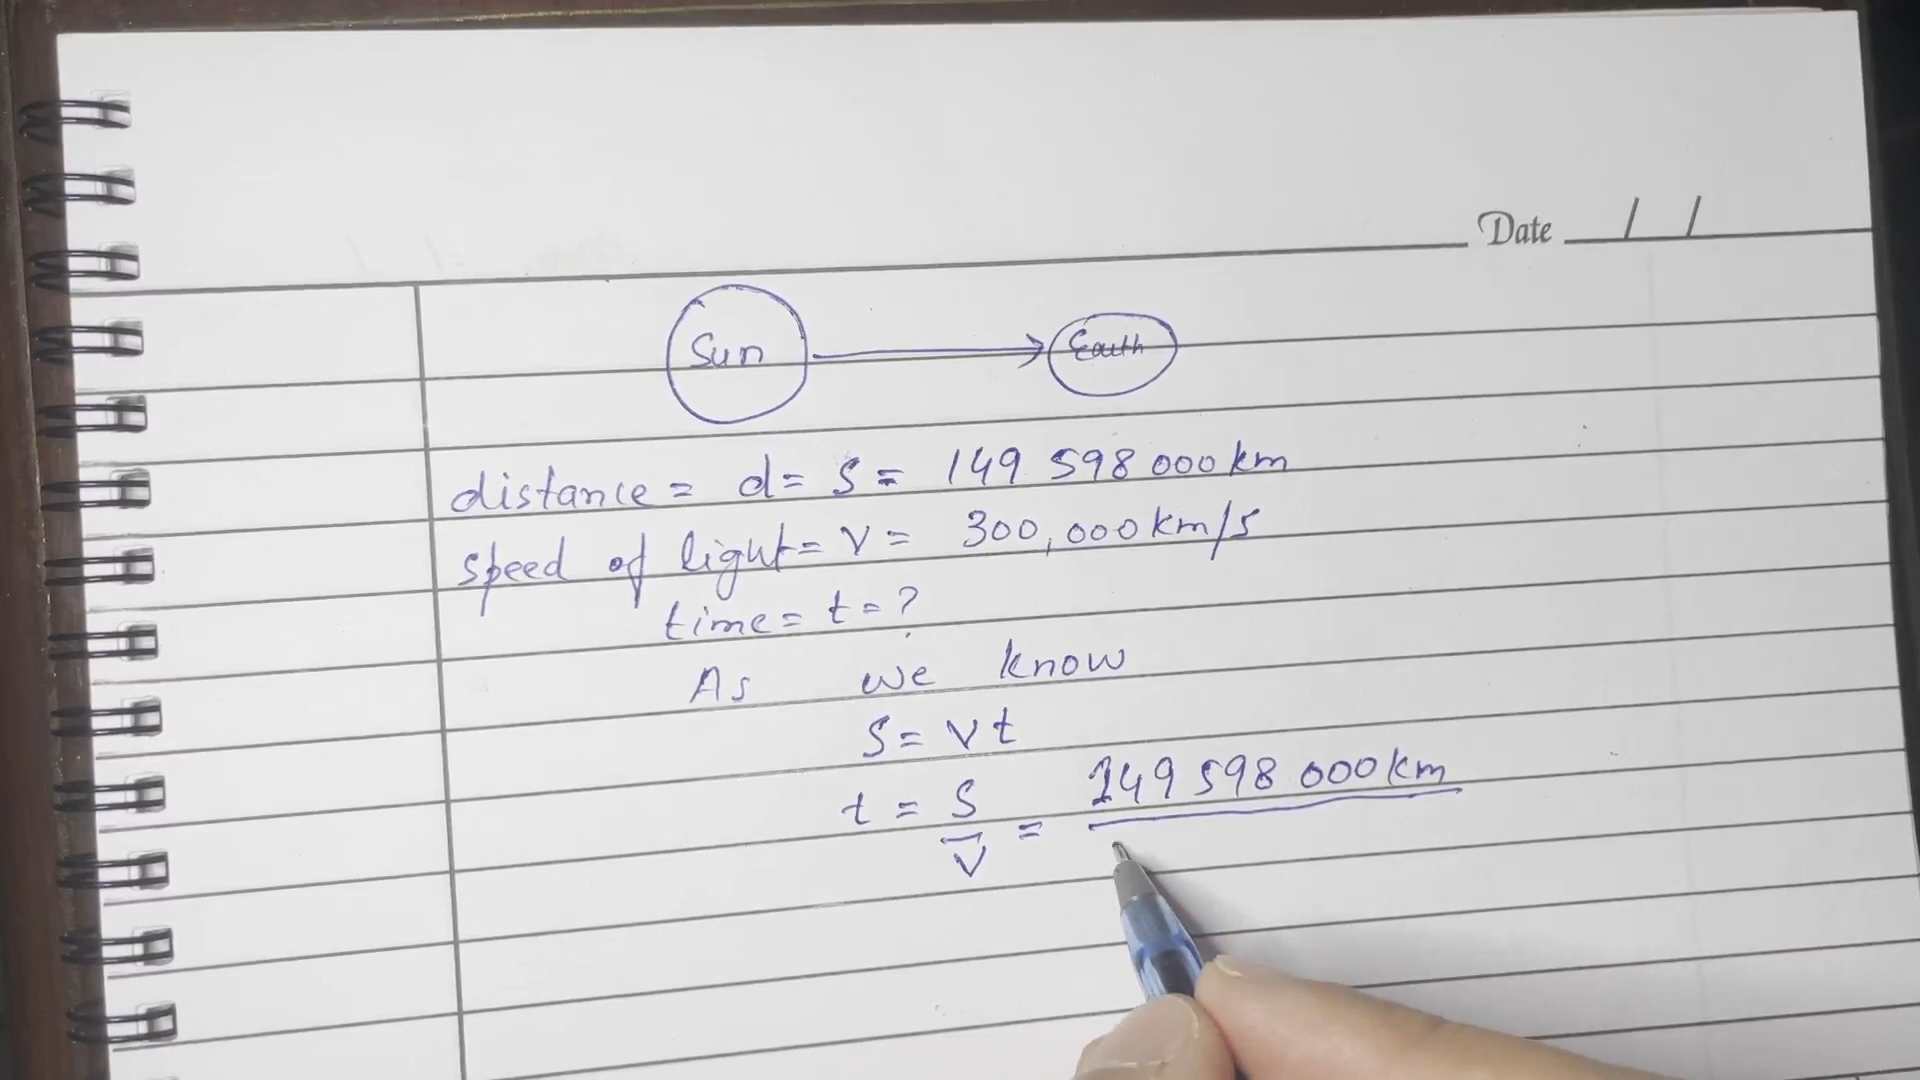 Date / /
Sun Earth
distance = d = S = 149 598 000 km
speed of light = v = 300,000 km/s
time = t = ?
As we know
S = vt
t = S/v = 149 598 000 km